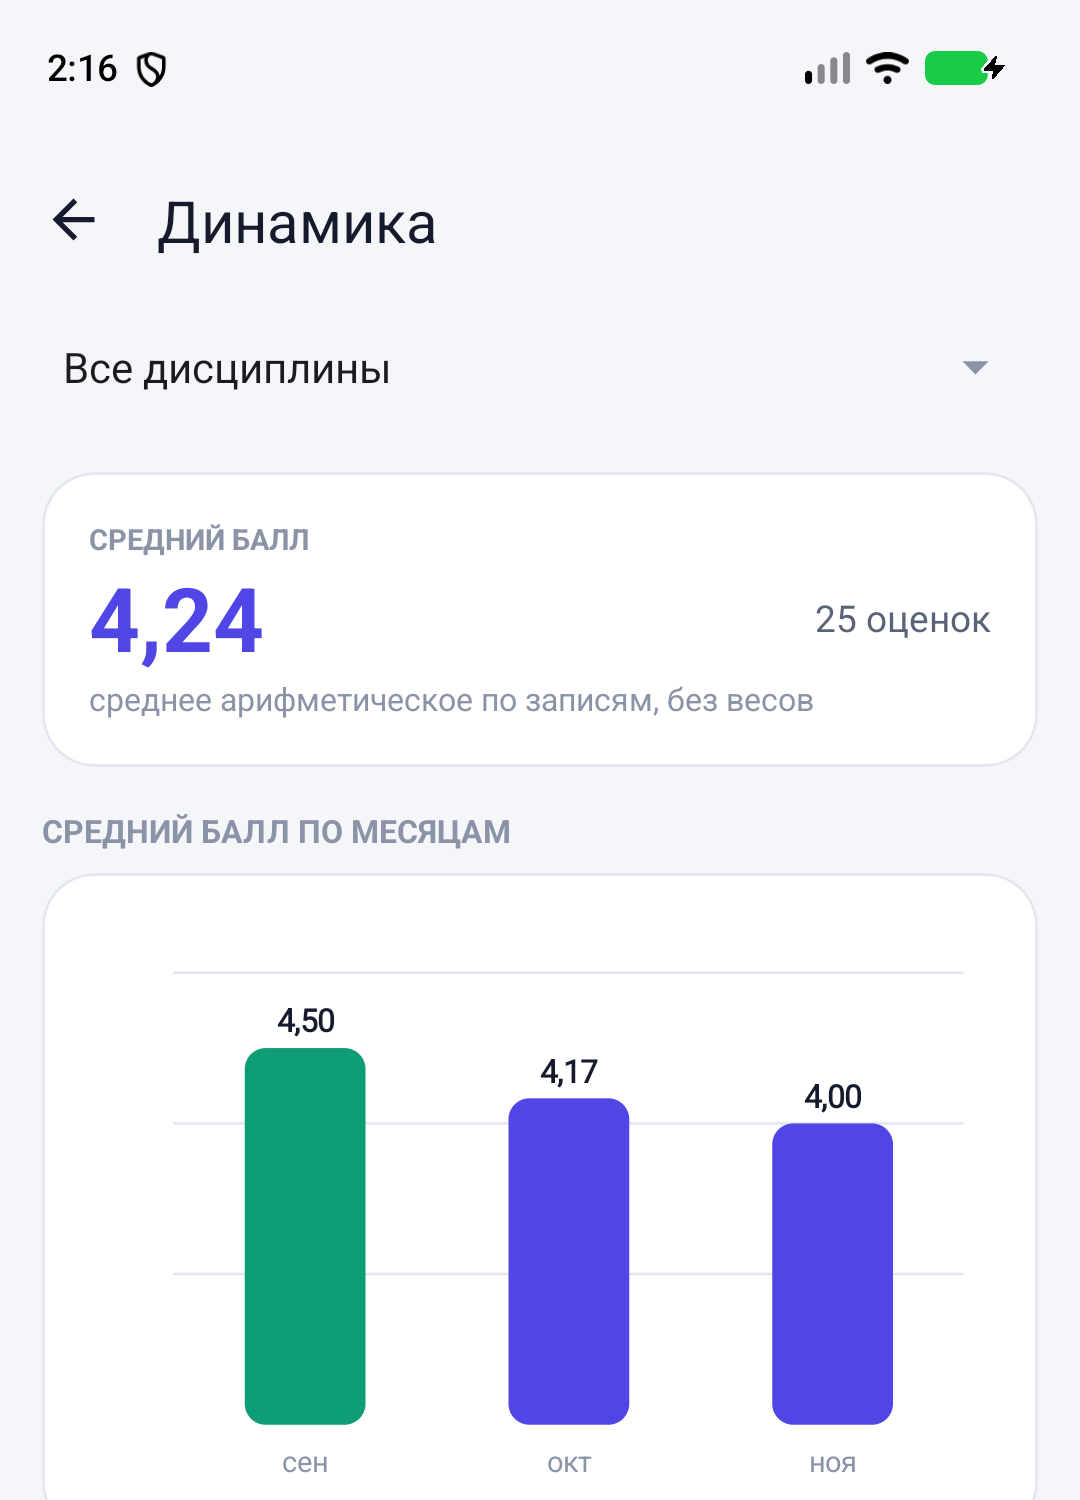 2:16
Динамика
Все дисциплины
СРЕДНИЙ БАЛЛ
4,24
25 оценок
среднее арифметическое по записям, без весов
СРЕДНИЙ БАЛЛ ПО МЕСЯЦАМ
4,50
4,17
4,00
сен окт ноя